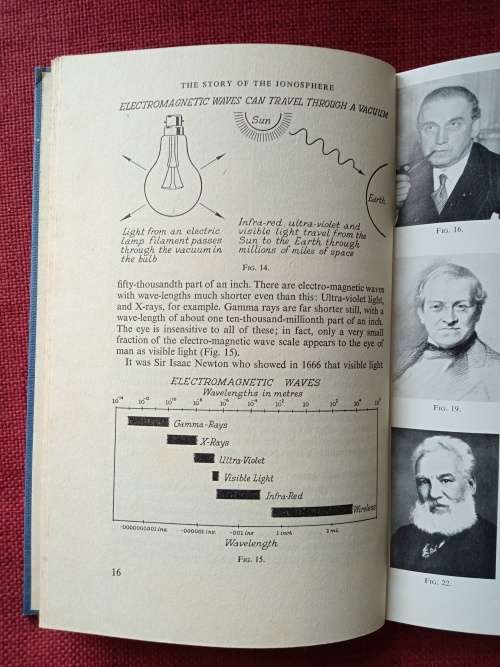 THE STORY OF THE IONOSPHERE
ELECTROMAGNETIC WAVES CAN TRAVEL THROUGH A VACUUM
Sun
Earth
Light from an electric
lamp filament passes
through the vacuum in
the bulb
Infra-red, ultra-violet and
visible light travel from the
Sun to the Earth through
millions of miles of space
FIG. 14.
fifty-thousandth part of an inch. There are electro-magnetic waves
with wave-lengths much shorter even than this: Ultra-violet light,
and X-rays, for example. Gamma rays are far shorter still, with a
wave-length of about one ten-thousand-millionth part of an inch.
The eye is insensitive to all of these; in fact, only a very small
fraction of the electro-magnetic wave scale appears to the eye of
man as visible light (Fig. 15).
It was Sir Isaac Newton who showed in 1666 that visible light
ELECTROMAGNETIC WAVES
Wavelengths in metres
Gamma-Rays
X-Rays
Ultra-Violet
Visible Light
Infra-Red
Wireless
·0000000001 ins. ·000001 ins. ·001 ins. 1 inch. 1 mil.
Wavelength
FIG. 15.
16
FIG. 16.
FIG. 19.
FIG. 22.